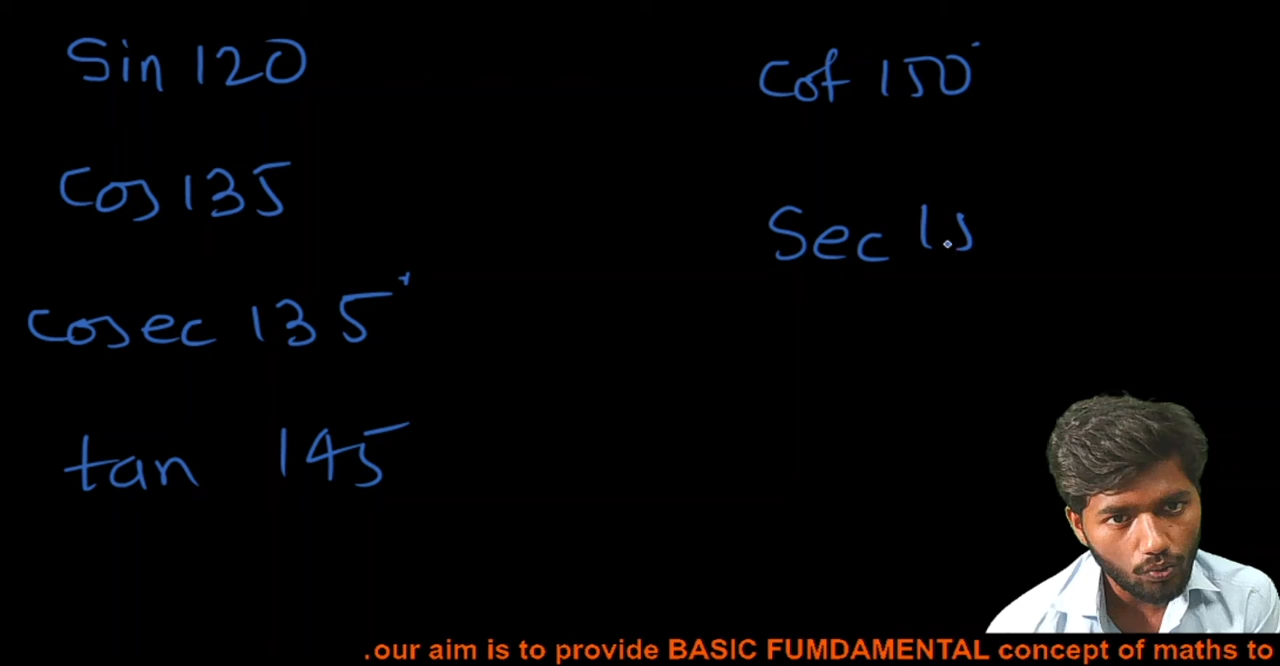 Sin 120
Cos 135
Cosec 135°
tan 145
Cot 150°
Sec
.our aim is to provide BASIC FUMDAMENTAL concept of maths to